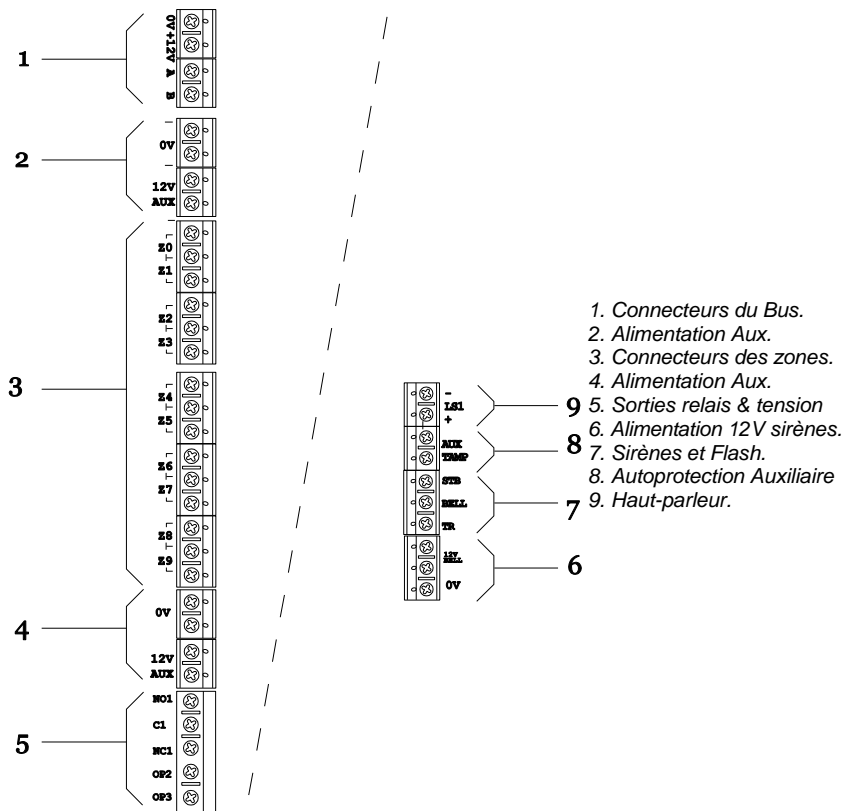 1
0V+12V
A
B
2
0V
12V
AUX
3
Z0
Z1
Z2
Z3
Z4
Z5
Z6
Z7
Z8
Z9
4
0V
12V
AUX
5
NO1
C1
NC1
OP2
OP3
-
LS1
+
9
AUX
TAMP
8
STB
BELL
TR
7
12V
BELL
0V
6
1. Connecteurs du Bus.
2. Alimentation Aux.
3. Connecteurs des zones.
4. Alimentation Aux.
5. Sorties relais & tension
6. Alimentation 12V sirènes.
7. Sirènes et Flash.
8. Autoprotection Auxiliaire
9. Haut-parleur.